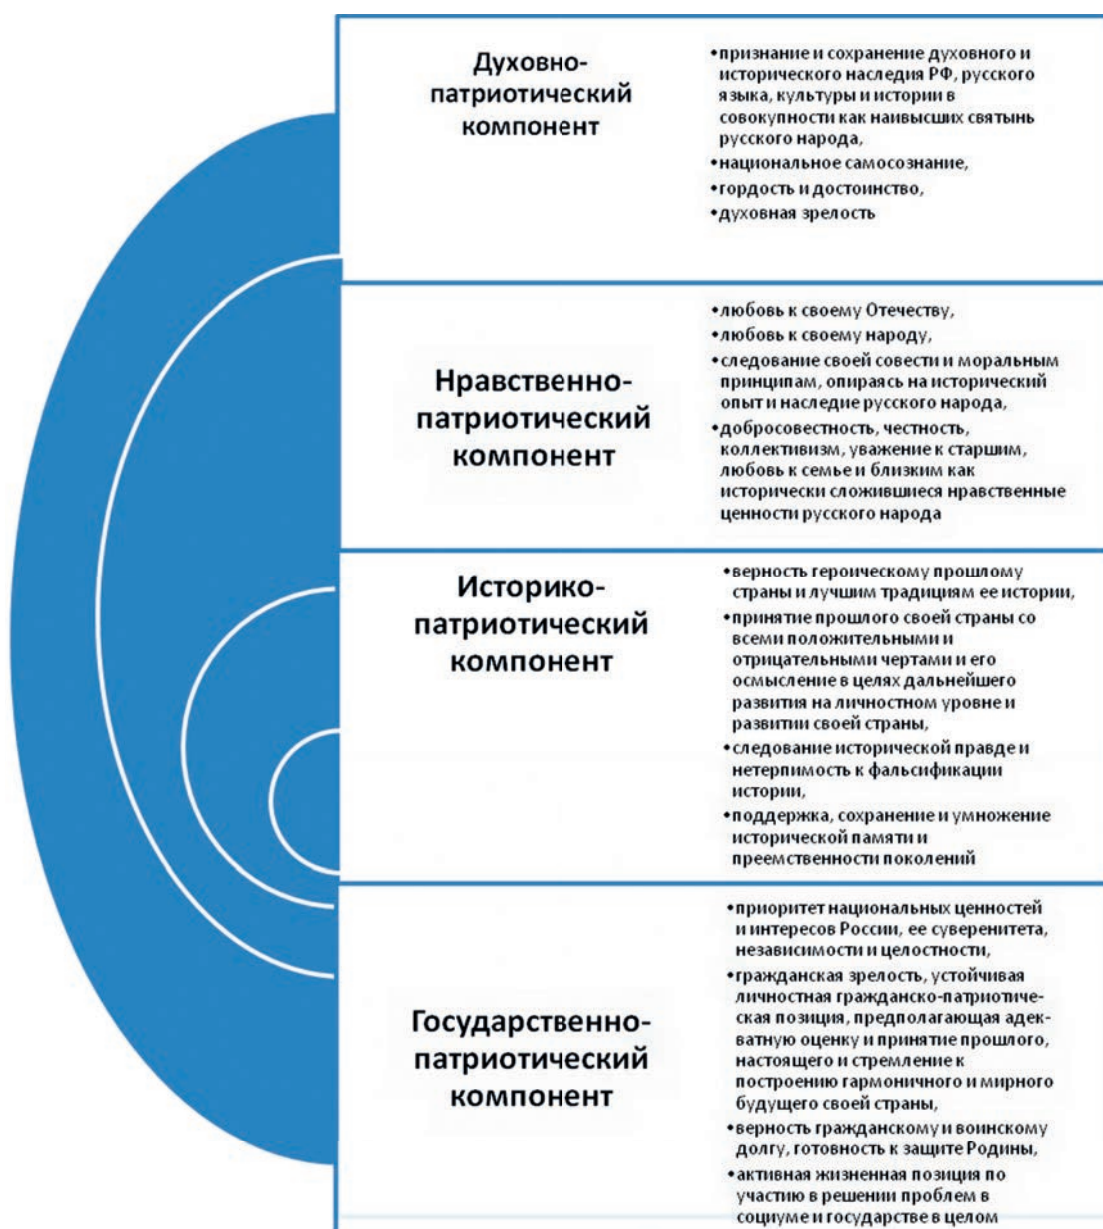 Духовно-
патриотический
компонент
•признание и сохранение духовного и
исторического наследия РФ, русского
языка, культуры и истории в
совокупности как наивысших святынь
русского народа,
•национальное самосознание,
•гордость и достоинство,
•духовная зрелость
Нравственно-
патриотический
компонент
•любовь к своему Отечеству,
•любовь к своему народу,
•следование своей совести и моральным
принципам, опираясь на исторический
опыт и наследие русского народа,
•добросовестность, честность,
коллективизм, уважение к старшим,
любовь к семье и близким как
исторически сложившиеся нравственные
ценности русского народа
Историко-
патриотический
компонент
•верность героическому прошлому
страны и лучшим традициям ее истории,
•принятие прошлого своей страны со
всеми положительными и
отрицательными чертами и его
осмысление в целях дальнейшего
развития на личностном уровне и
развитии своей страны,
•следование исторической правде и
нетерпимость к фальсификации
истории,
•поддержка, сохранение и умножение
исторической памяти и
преемственности поколений
Государственно-
патриотический
компонент
•приоритет национальных ценностей
и интересов России, ее суверенитета,
независимости и целостности,
•гражданская зрелость, устойчивая
личностная гражданско-патриотиче-
ская позиция, предполагающая адек-
ватную оценку и принятие прошлого,
настоящего и стремление к
построению гармоничного и мирного
будущего своей страны,
•верность гражданскому и воинскому
долгу, готовность к защите Родины,
•активная жизненная позиция по
участию в решении проблем в
социуме и государстве в целом